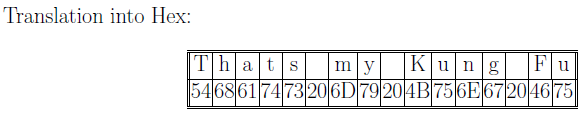 Translation into Hex:
T h a t s   m y   K u n g   F u
54 68 61 74 73 20 6D 79 20 4B 75 6E 67 20 46 75